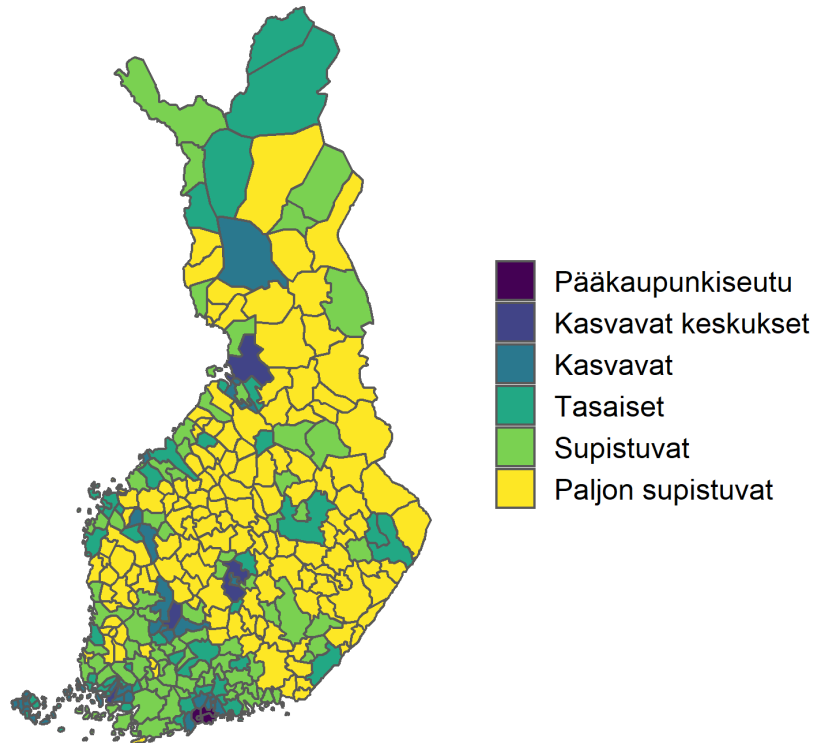 Pääkaupunkiseutu
Kasvavat keskukset
Kasvavat
Tasaiset
Supistuvat
Paljon supistuvat